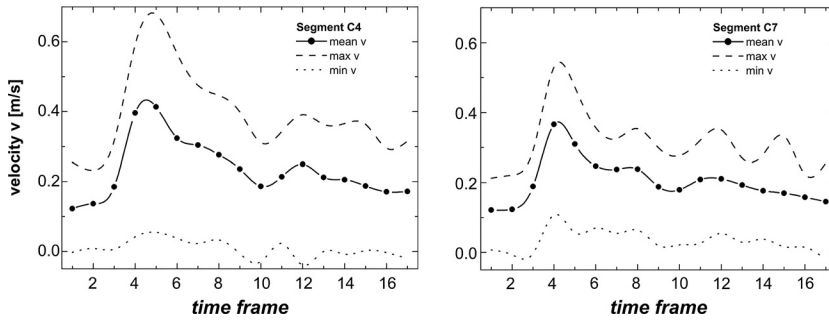 Segment C4
mean v
max v
min v
velocity v [m/s]
0.6
0.4
0.2
0.0
2 4 6 8 10 12 14 16
time frame
Segment C7
mean v
max v
min v
0.6
0.4
0.2
0.0
2 4 6 8 10 12 14 16
time frame